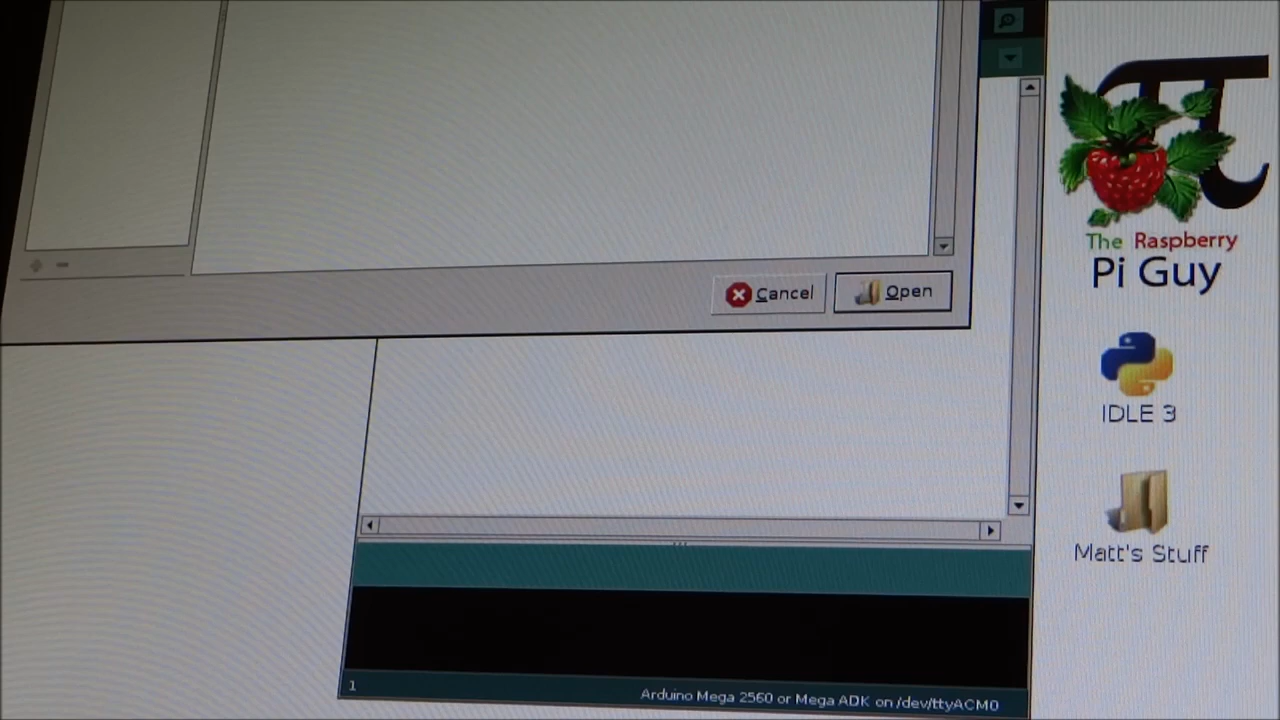 Cancel
Open
The Raspberry
Pi Guy
IDLE 3
Matt's Stuff
1
Arduino Mega 2560 or Mega ADK on /dev/ttyACM0